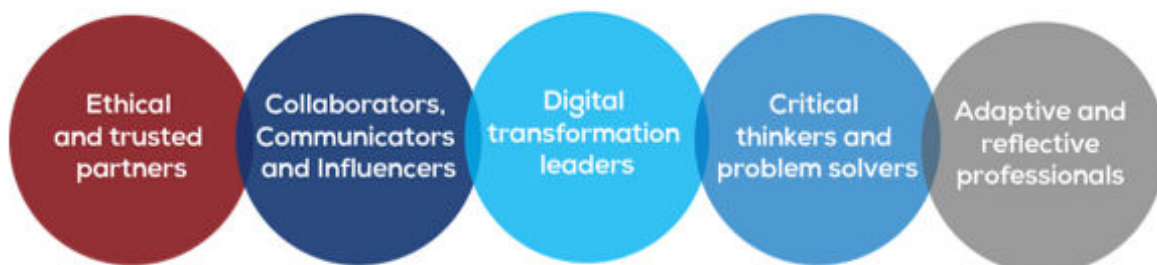 Ethical
and trusted
partners
Collaborators,
Communicators
and Influencers
Digital
transformation
leaders
Critical
thinkers and
problem solvers
Adaptive and
reflective
professionals